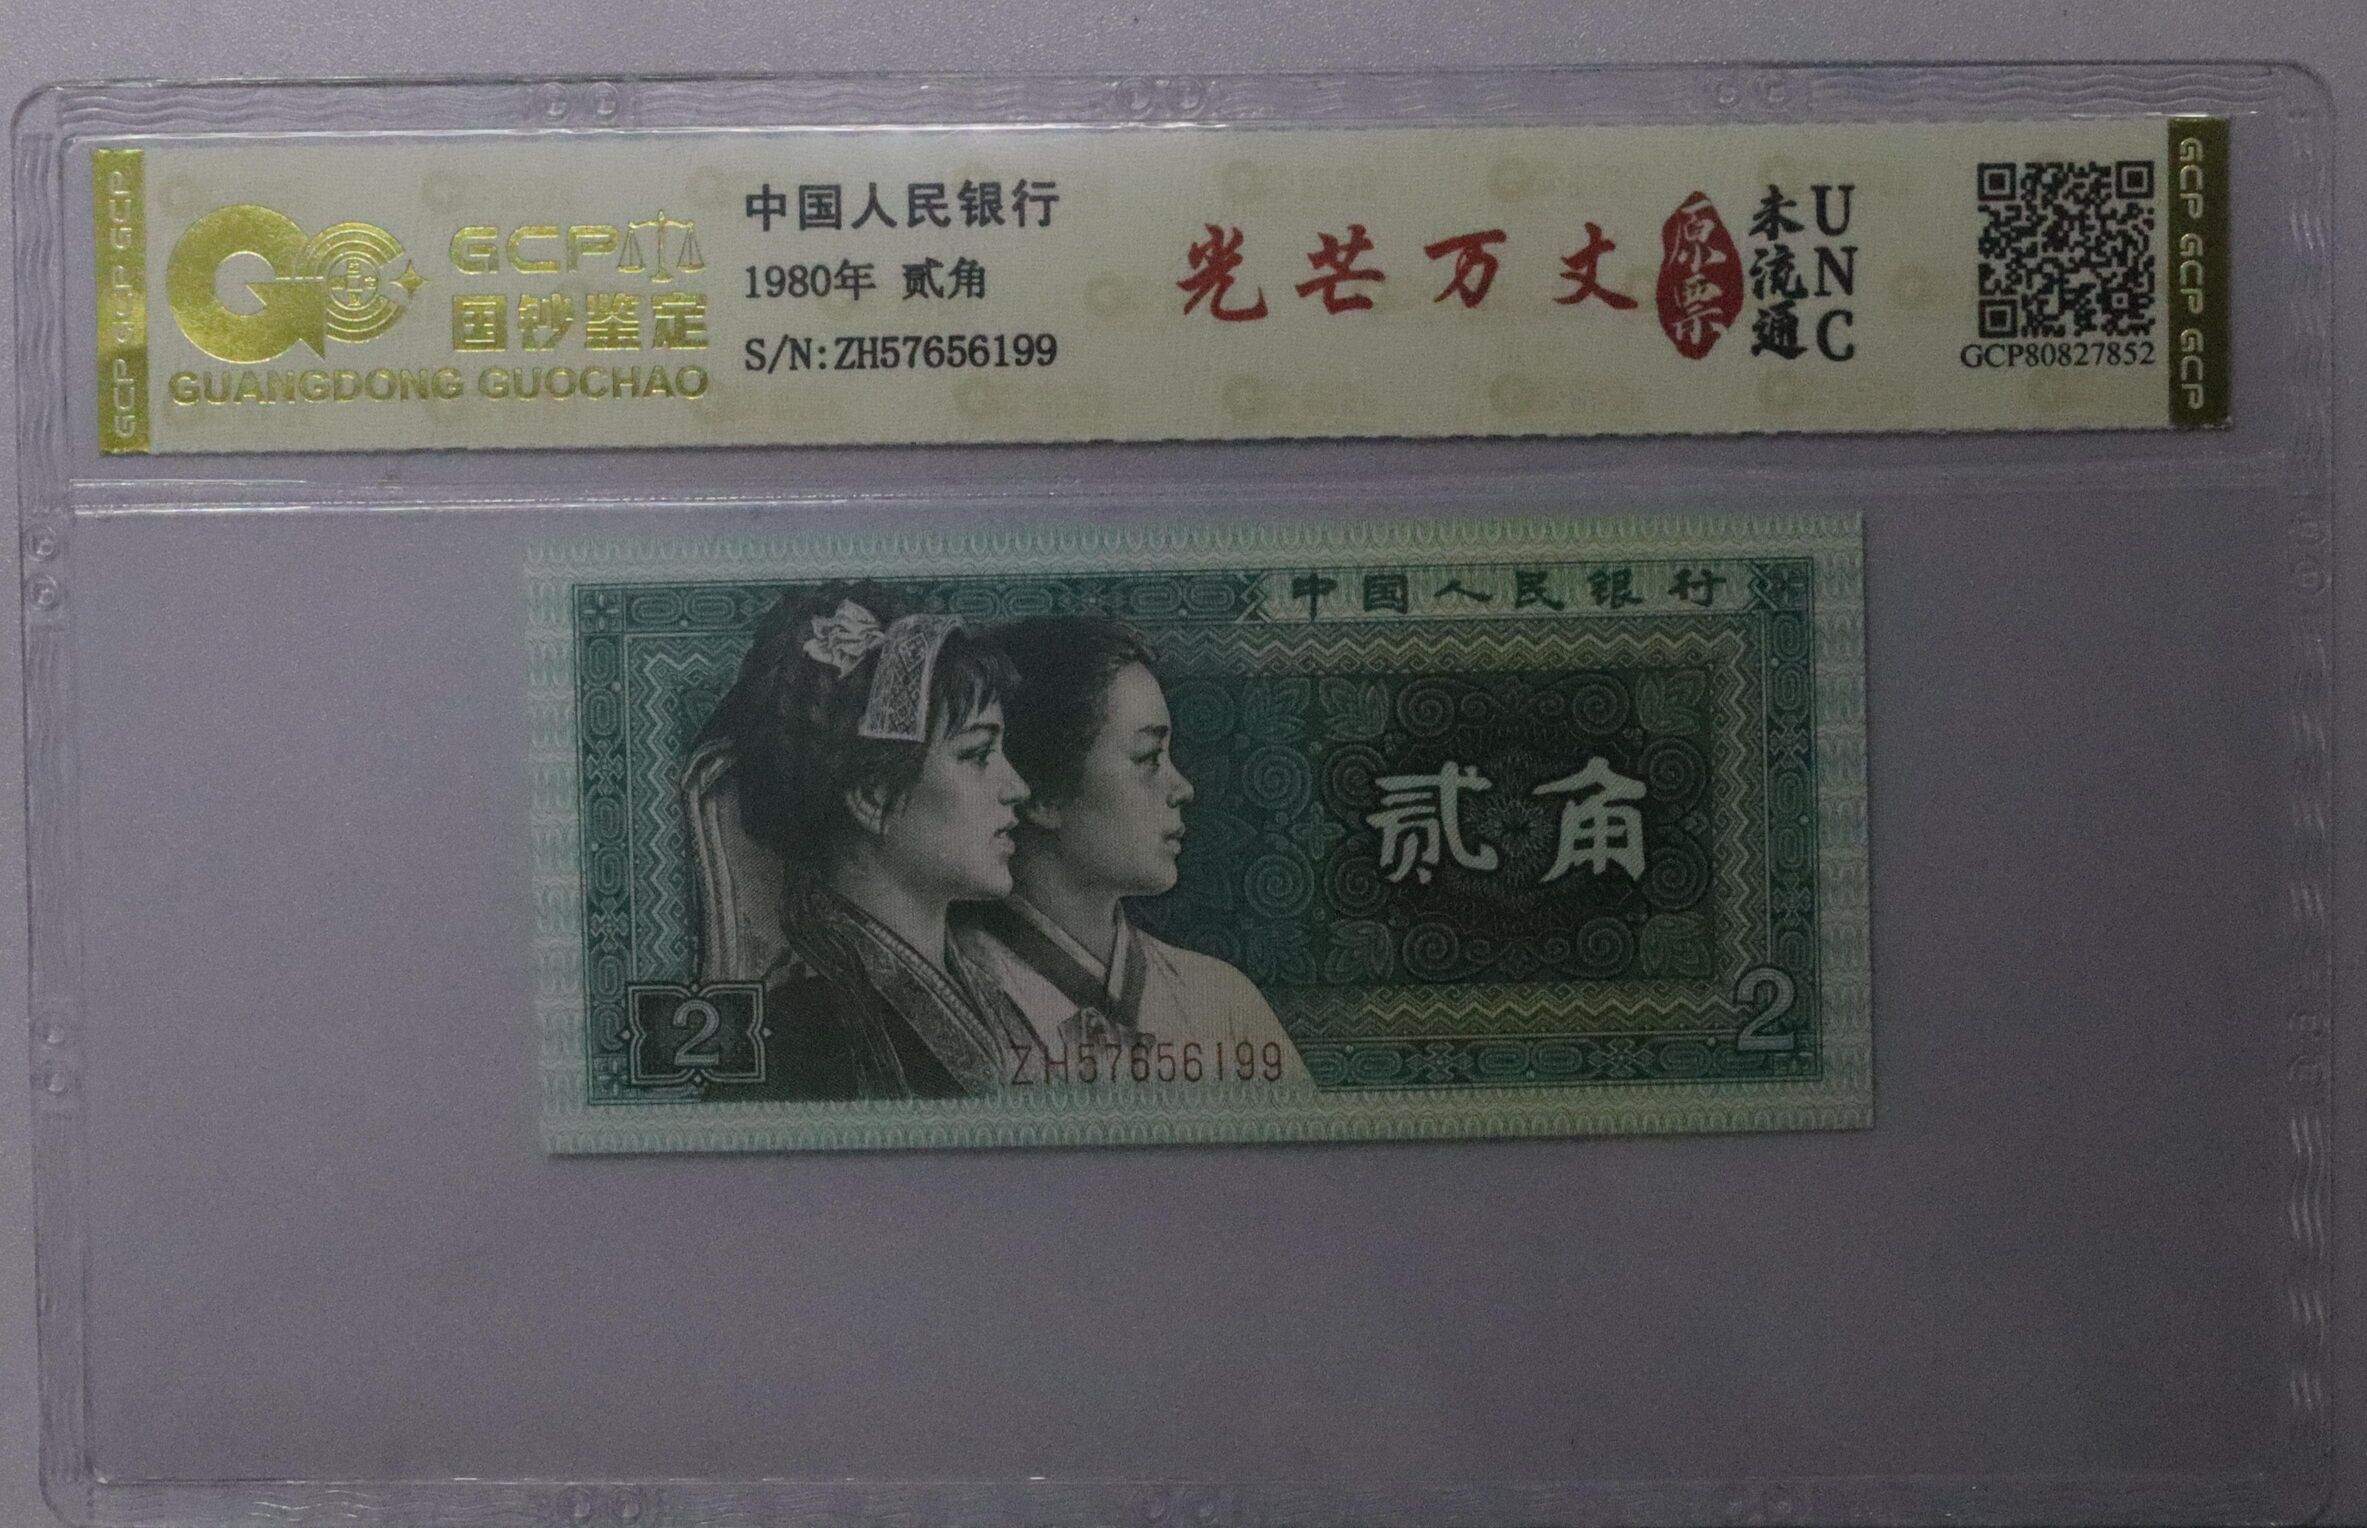 GCP GCP GCP
GCP
国钞鉴定
GUANGDONG GUOCHAO
中国人民银行
1980年 贰角
S/N:ZH57656199
光芒万丈
原票
未流通
UNC
GCP80827852
GCP GCP GCP
中国人民银行
贰角
2
2
ZH57656199